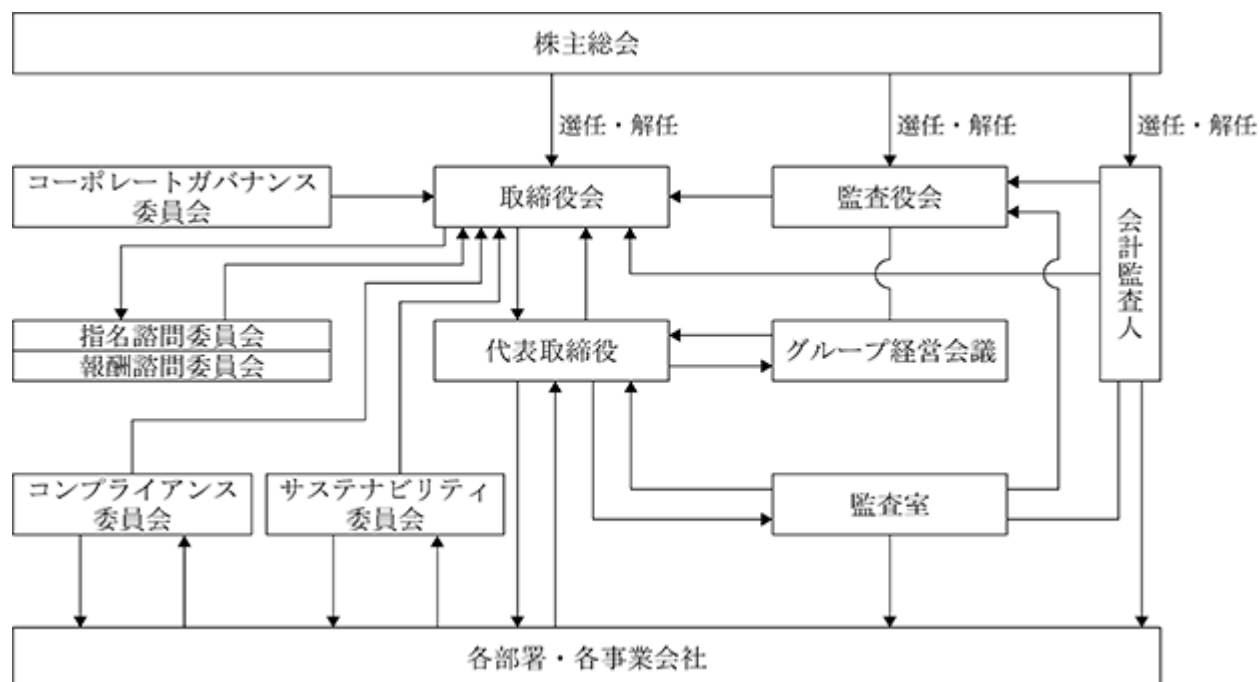 株主総会
選任・解任
選任・解任
選任・解任
コーポレートガバナンス
委員会
取締役会
監査役会
会計監査人
指名諮問委員会
報酬諮問委員会
代表取締役
グループ経営会議
コンプライアンス
委員会
サステナビリティ
委員会
監査室
各部署・各事業会社